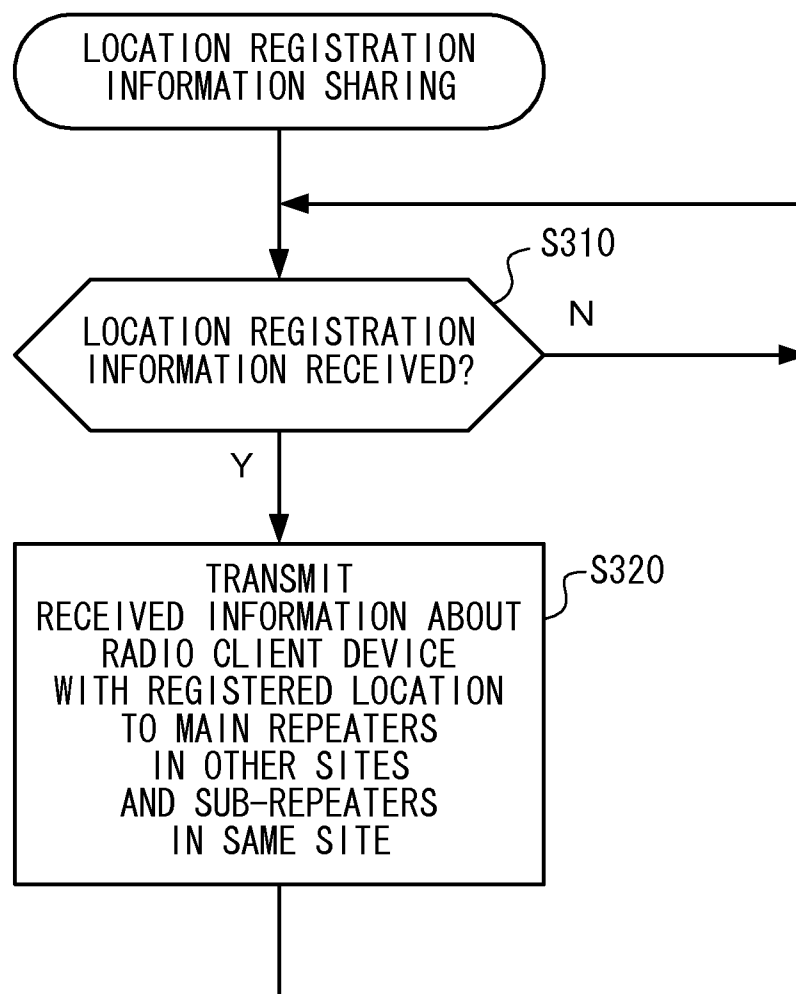 LOCATION REGISTRATION
INFORMATION SHARING
S310
LOCATION REGISTRATION
INFORMATION RECEIVED?
N
Y
S320
TRANSMIT
RECEIVED INFORMATION ABOUT
RADIO CLIENT DEVICE
WITH REGISTERED LOCATION
TO MAIN REPEATERS
IN OTHER SITES
AND SUB-REPEATERS
IN SAME SITE